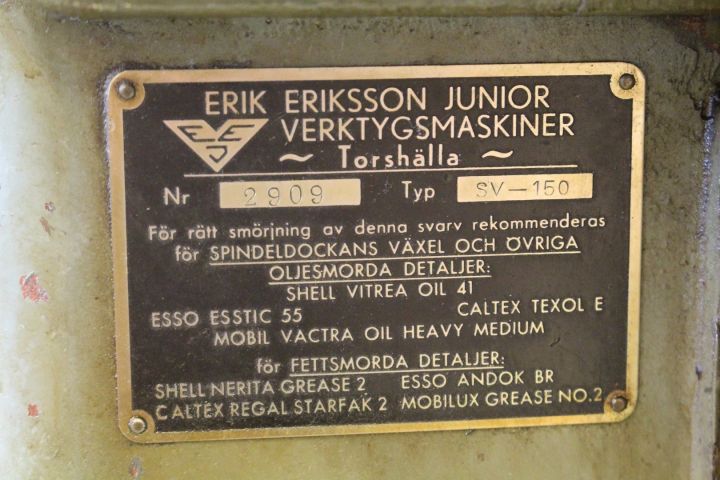 ERIK ERIKSSON JUNIOR
EEJ VERKTYGSMASKINER
~ Torshälla ~
Nr 2909 Typ SV-150
För rätt smörjning av denna svarv rekommenderas
för SPINDELDOCKANS VÄXEL OCH ÖVRIGA
OLJESMORDA DETALJER:
SHELL VITREA OIL 41
ESSO ESSTIC 55 CALTEX TEXOL E
MOBIL VACTRA OIL HEAVY MEDIUM
för FETTSMORDA DETALJER:
SHELL NERITA GREASE 2 ESSO ANDOK BR
CALTEX REGAL STARFAK 2 MOBILUX GREASE NO.2